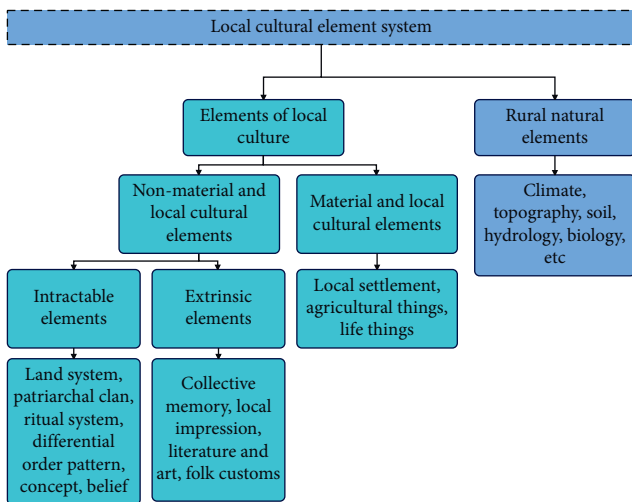 Local cultural element system
Elements of local
culture
Rural natural
elements
Non-material and
local cultural
elements
Material and local
cultural elements
Climate,
topography, soil,
hydrology, biology,
etc
Intractable
elements
Extrinsic
elements
Local settlement,
agricultural things,
life things
Land system,
patriarchal clan,
ritual system,
differential
order pattern,
concept, belief
Collective
memory, local
impression,
literature and
art, folk customs